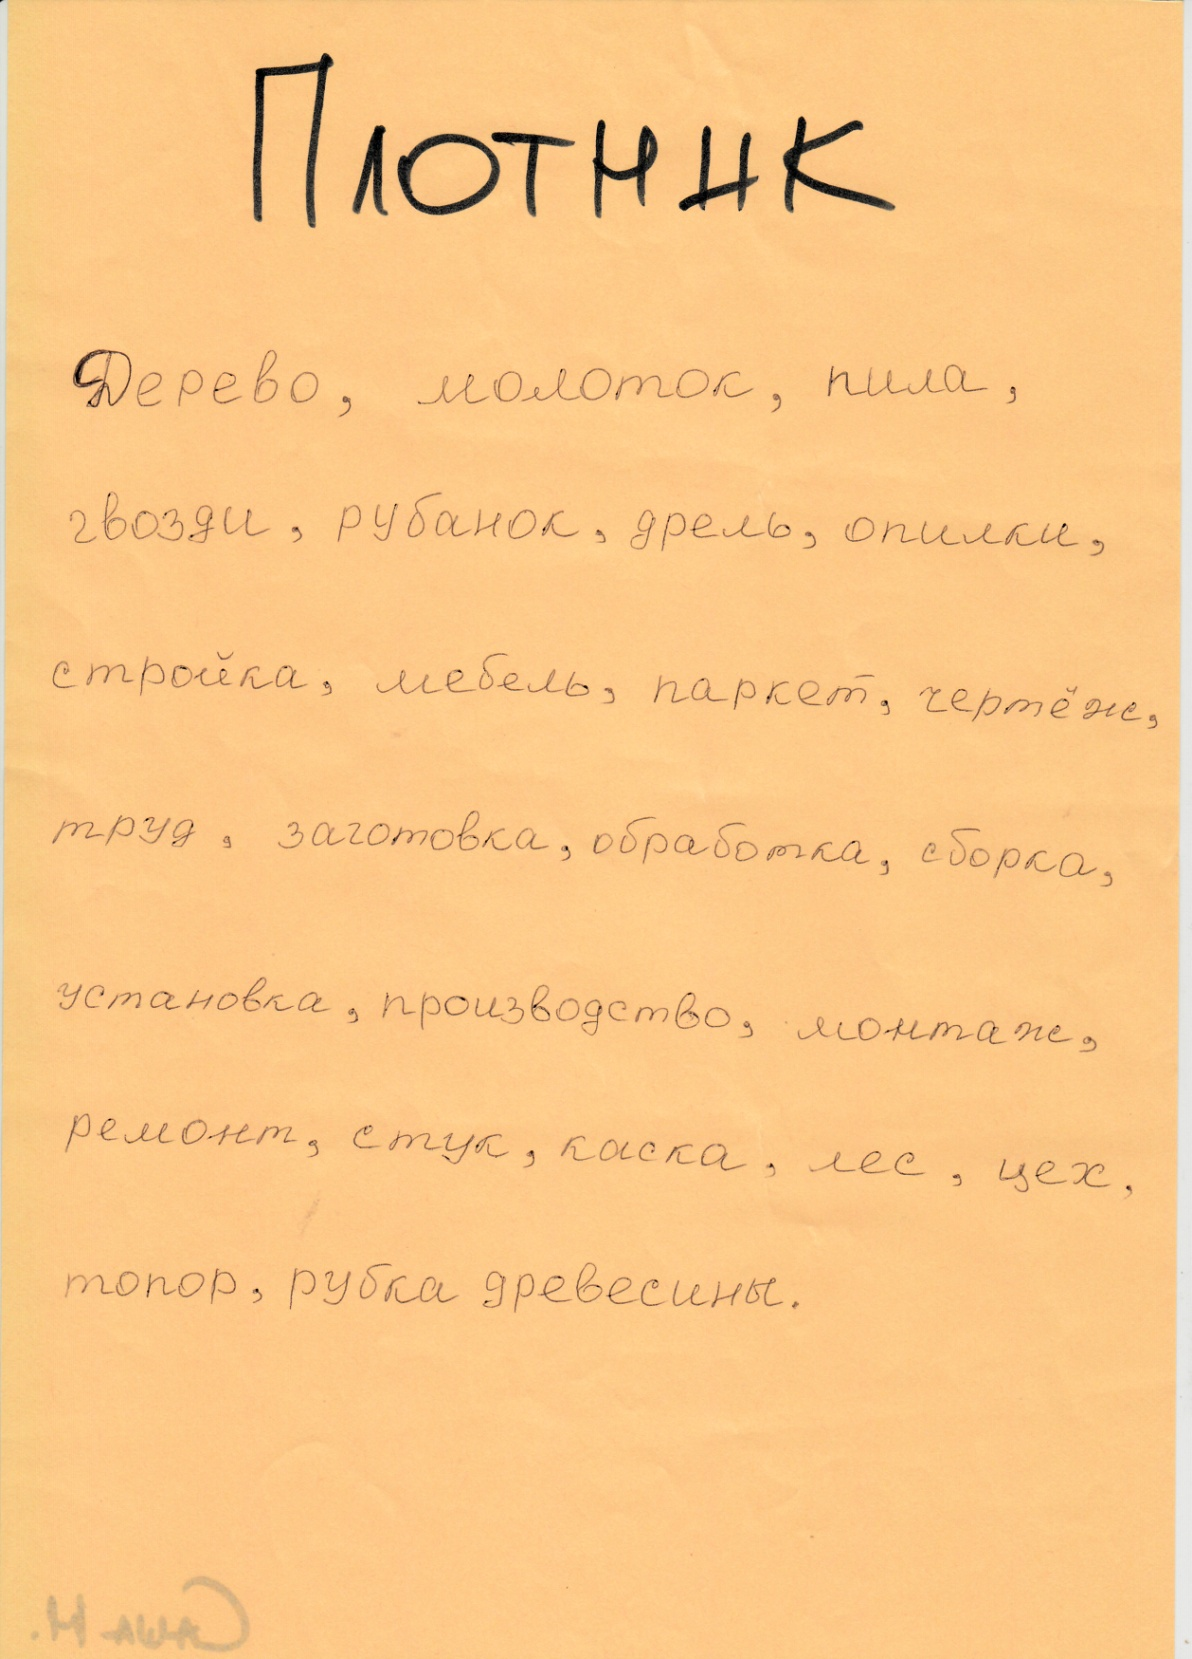 Плотник
Дерево, молоток, пила,
гвозди, рубанок, дрель, опилки,
стройка, мебель, паркет, чертёж,
труд, заготовка, обработка, сборка,
установка, производство, монтаж,
ремонт, стук, каска, лес, цех,
топор, рубка древесины.
Саша Н.